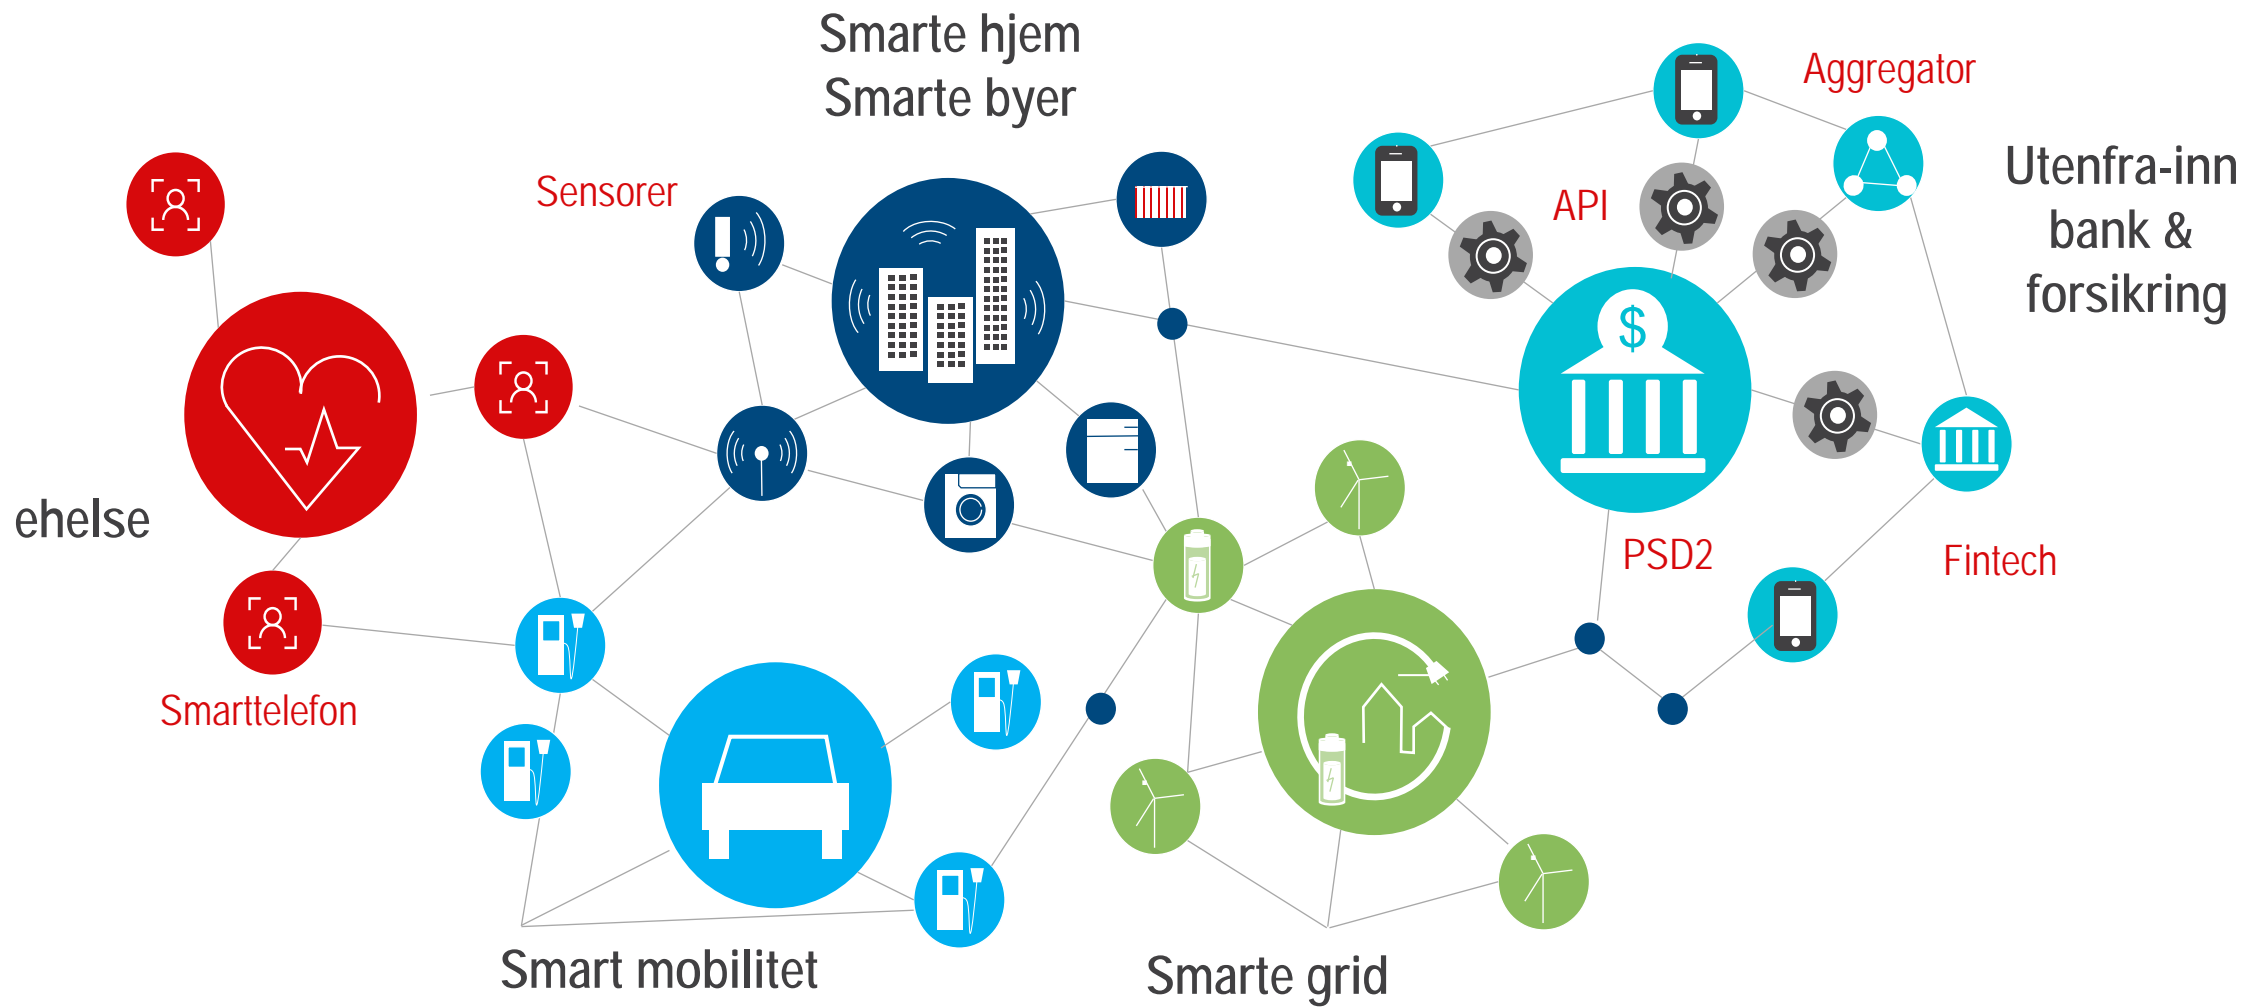 Smarte hjem
Smarte byer
Aggregator
Utenfra-inn
bank &
forsikring
Sensorer
API
$
ehelse
PSD2
Fintech
Smarttelefon
Smart mobilitet
Smarte grid